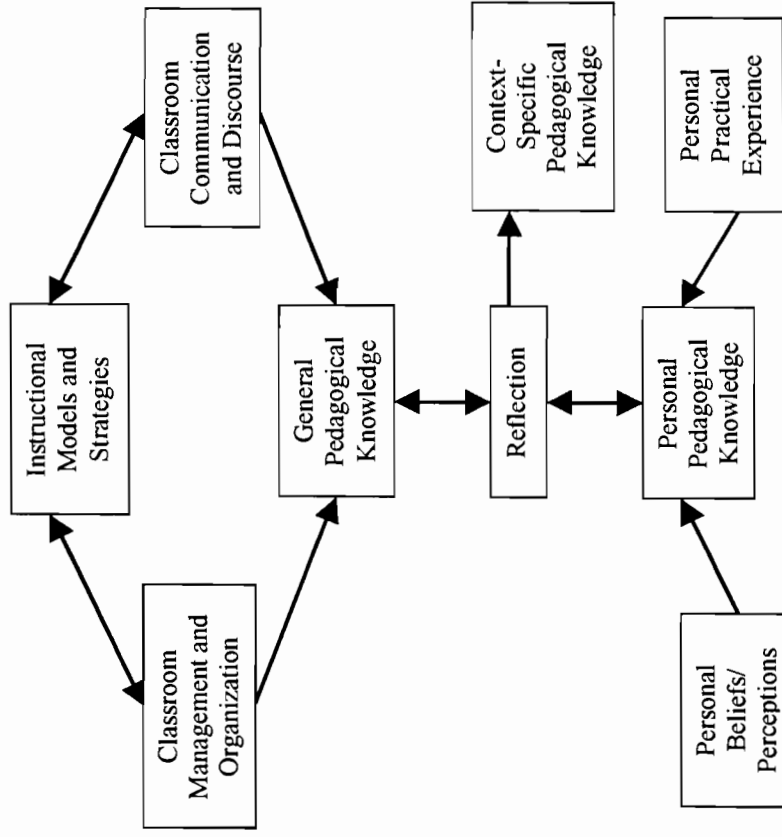 Instructional
Models and
Strategies
Classroom
Management and
Organization
Classroom
Communication
and Discourse
General
Pedagogical
Knowledge
Reflection
Context-
Specific
Pedagogical
Knowledge
Personal
Beliefs/
Perceptions
Personal
Pedagogical
Knowledge
Personal
Practical
Experience